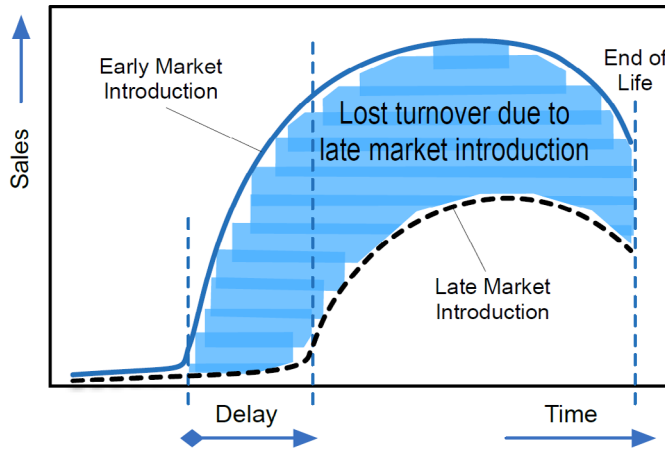 Early Market
Introduction
End of
Life
Lost turnover due to
late market introduction
Sales
Late Market
Introduction
Delay
Time